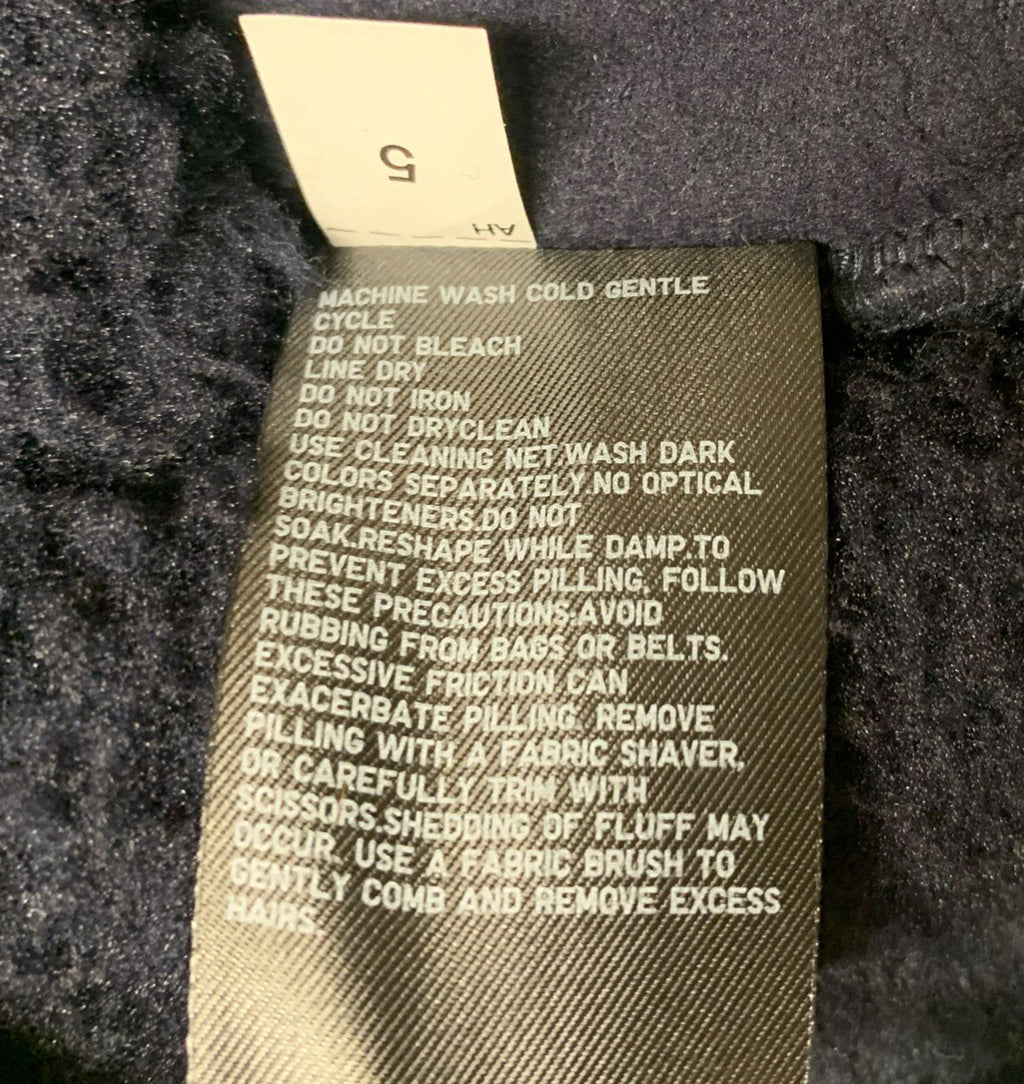 5
AH
MACHINE WASH COLD GENTLE
CYCLE
DO NOT BLEACH
LINE DRY
DO NOT IRON
DO NOT DRYCLEAN
USE CLEANING NET.WASH DARK
COLORS SEPARATELY.NO OPTICAL
BRIGHTENERS.DO NOT
SOAK.RESHAPE WHILE DAMP.TO
PREVENT EXCESS PILLING, FOLLOW
THESE PRECAUTIONS:AVOID
RUBBING FROM BAGS OR BELTS.
EXCESSIVE FRICTION CAN
EXACERBATE PILLING. REMOVE
PILLING WITH A FABRIC SHAVER,
OR CAREFULLY TRIM WITH
SCISSORS.SHEDDING OF FLUFF MAY
OCCUR. USE A FABRIC BRUSH TO
GENTLY COMB AND REMOVE EXCESS
HAIRS.